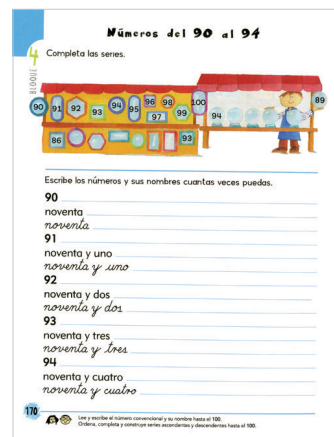 Números del 90 al 94
4
BLOQUE
Completa las series.
90 91 92 93 94 95 96 97 98 99 100
94 89
86 93
Escribe los números y sus nombres cuantas veces puedas.
90
noventa
noventa
91
noventa y uno
noventa y uno
92
noventa y dos
noventa y dos
93
noventa y tres
noventa y tres
94
noventa y cuatro
noventa y cuatro
170
Lee y escribe el número convencional y su nombre hasta el 100.
Ordena, completa y construye series ascendentes y descendentes hasta el 100.